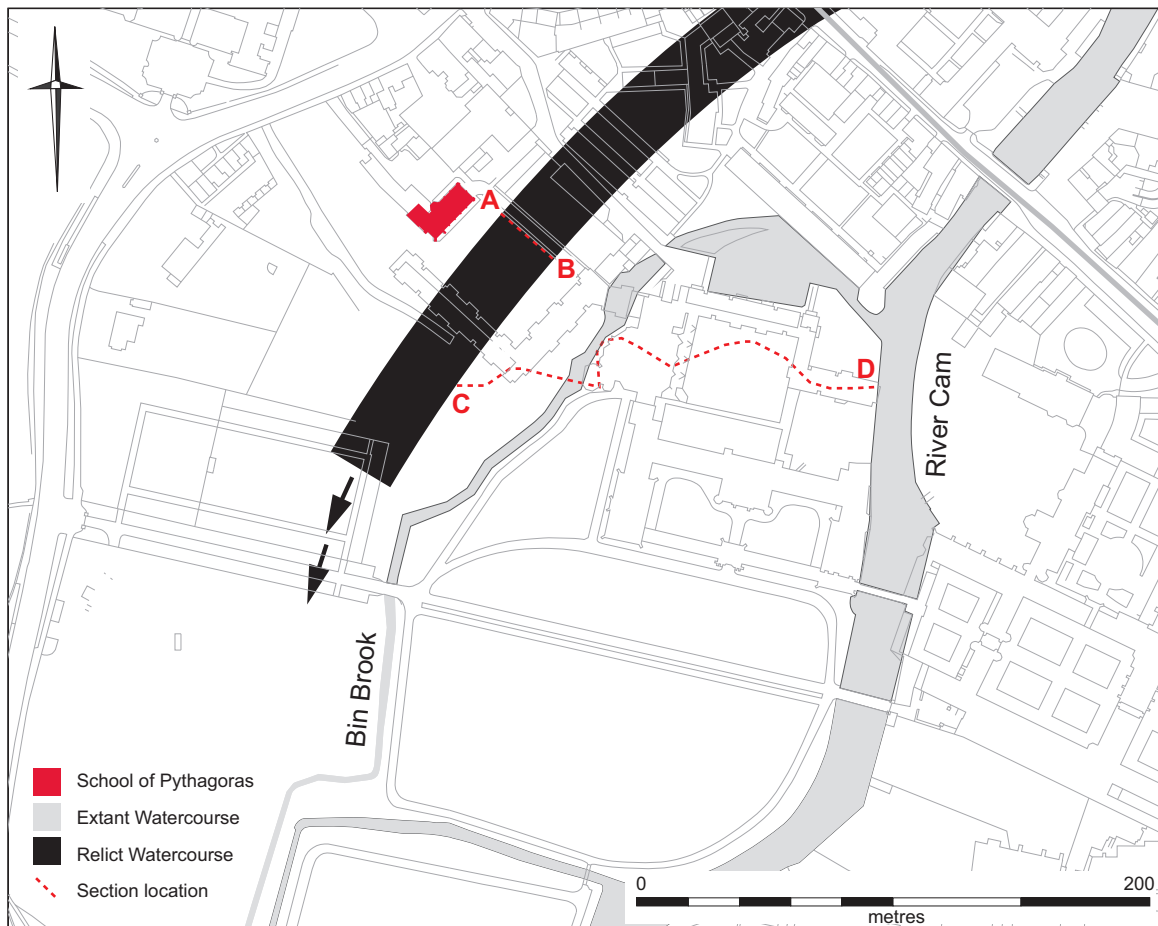 A
B
C
D
River Cam
Bin Brook
School of Pythagoras
Extant Watercourse
Relict Watercourse
Section location
0 200
metres